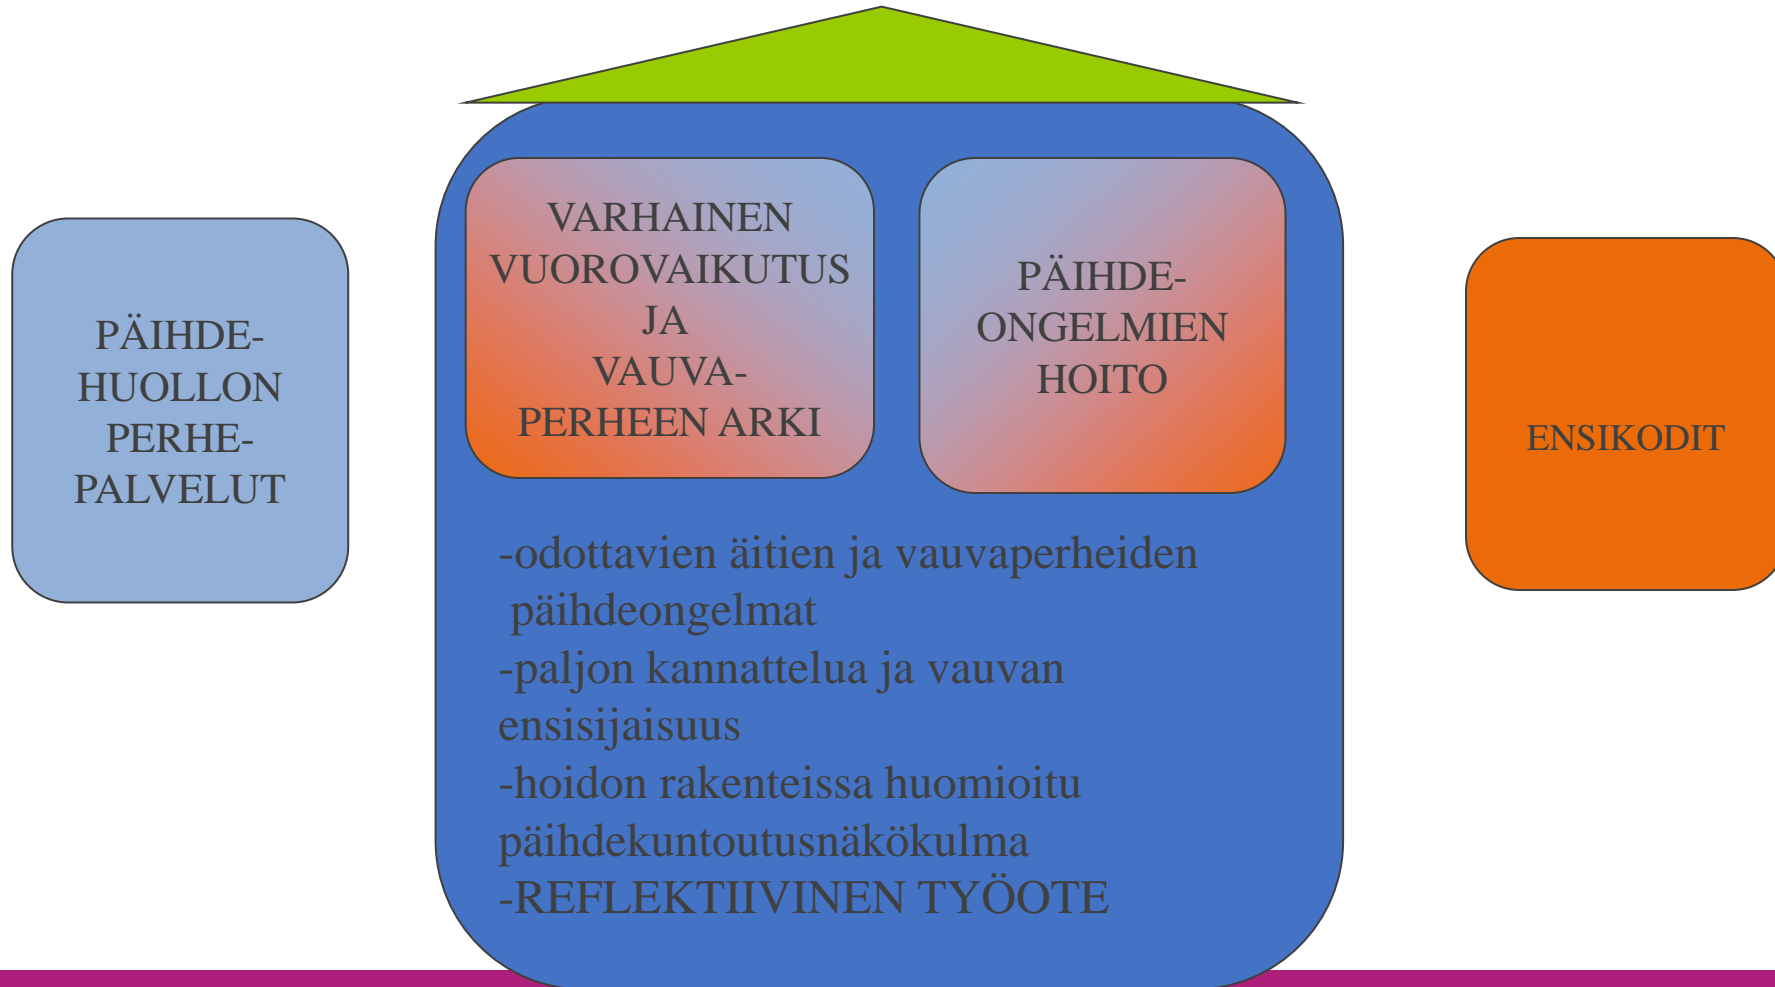 PÄIHDE-
HUOLLON
PERHE-
PALVELUT
VARHAINEN
VUOROVAIKUTUS
JA
VAUVA-
PERHEEN ARKI
PÄIHDE-
ONGELMIEN
HOITO
-odottavien äitien ja vauvaperheiden
päihdeongelmat
-paljon kannattelua ja vauvan
ensisijaisuus
-hoidon rakenteissa huomioitu
päihdekuntoutusnäkökulma
-REFLEKTIIVINEN TYÖOTE
ENSIKODIT